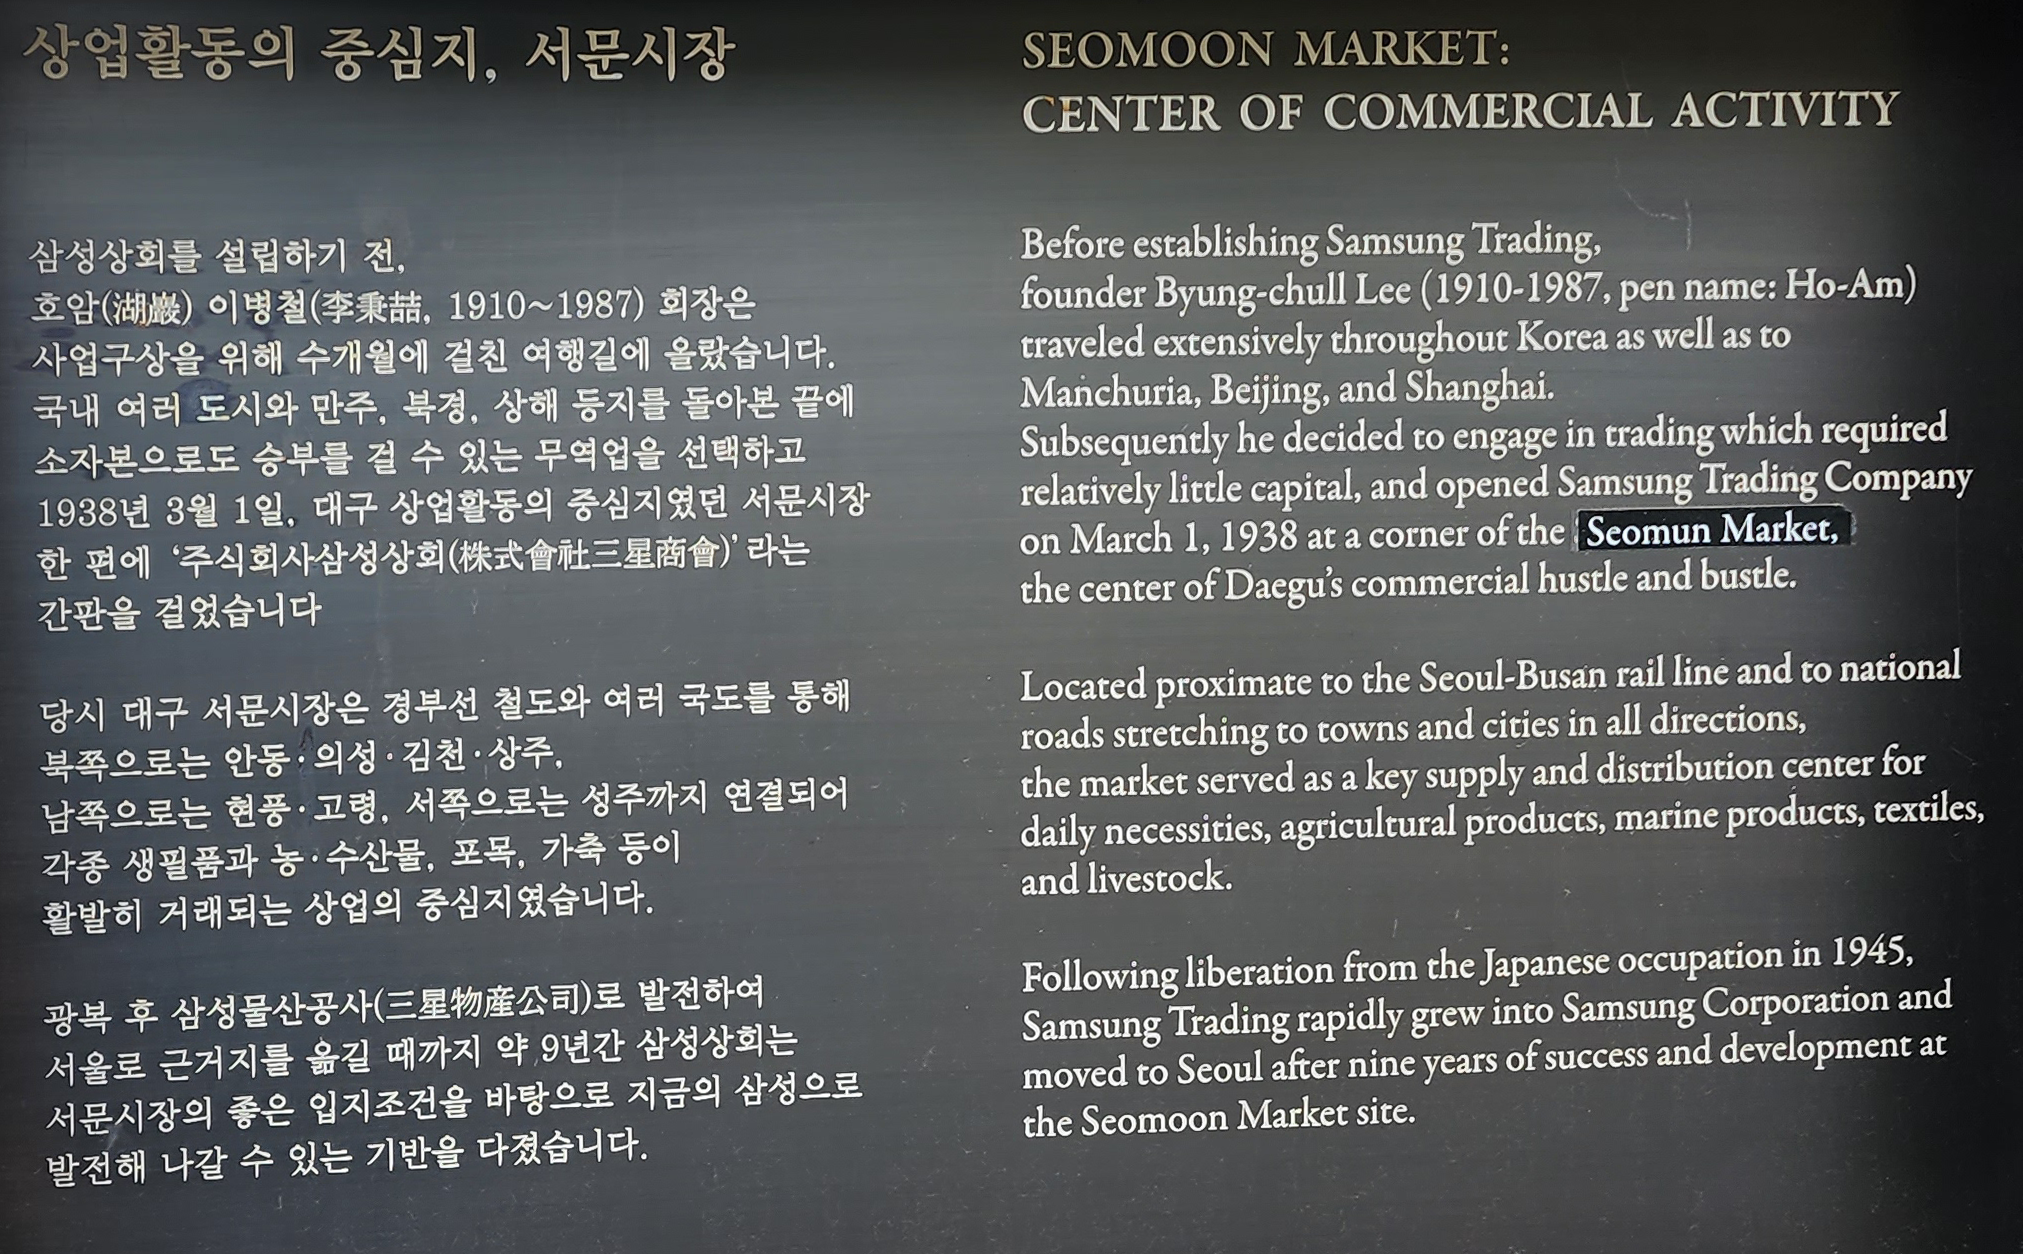 상업활동의 중심지, 서문시장
삼성상회를 설립하기 전,
호암(湖巖) 이병철(李秉喆, 1910~1987) 회장은
사업구상을 위해 수개월에 걸친 여행길에 올랐습니다.
국내 여러 도시와 만주, 북경, 상해 등지를 돌아본 끝에
소자본으로도 승부를 걸 수 있는 무역업을 선택하고
1938년 3월 1일, 대구 상업활동의 중심지였던 서문시장
한 편에 ‘주식회사삼성상회(株式會社三星商會)’라는
간판을 걸었습니다
당시 대구 서문시장은 경부선 철도와 여러 국도를 통해
북쪽으로는 안동·의성·김천·상주,
남쪽으로는 현풍·고령, 서쪽으로는 성주까지 연결되어
각종 생필품과 농·수산물, 포목, 가축 등이
활발히 거래되는 상업의 중심지였습니다.
광복 후 삼성물산공사(三星物産公司)로 발전하여
서울로 근거지를 옮길 때까지 약 9년간 삼성상회는
서문시장의 좋은 입지조건을 바탕으로 지금의 삼성으로
발전해 나갈 수 있는 기반을 다졌습니다.
SEOMOON MARKET:
CENTER OF COMMERCIAL ACTIVITY
Before establishing Samsung Trading,
founder Byung-chull Lee (1910-1987, pen name: Ho-Am)
traveled extensively throughout Korea as well as to
Manchuria, Beijing, and Shanghai.
Subsequently he decided to engage in trading which required
relatively little capital, and opened Samsung Trading Company
on March 1, 1938 at a corner of the Seomun Market,
the center of Daegu’s commercial hustle and bustle.
Located proximate to the Seoul-Busan rail line and to national
roads stretching to towns and cities in all directions,
the market served as a key supply and distribution center for
daily necessities, agricultural products, marine products, textiles,
and livestock.
Following liberation from the Japanese occupation in 1945,
Samsung Trading rapidly grew into Samsung Corporation and
moved to Seoul after nine years of success and development at
the Seomoon Market site.